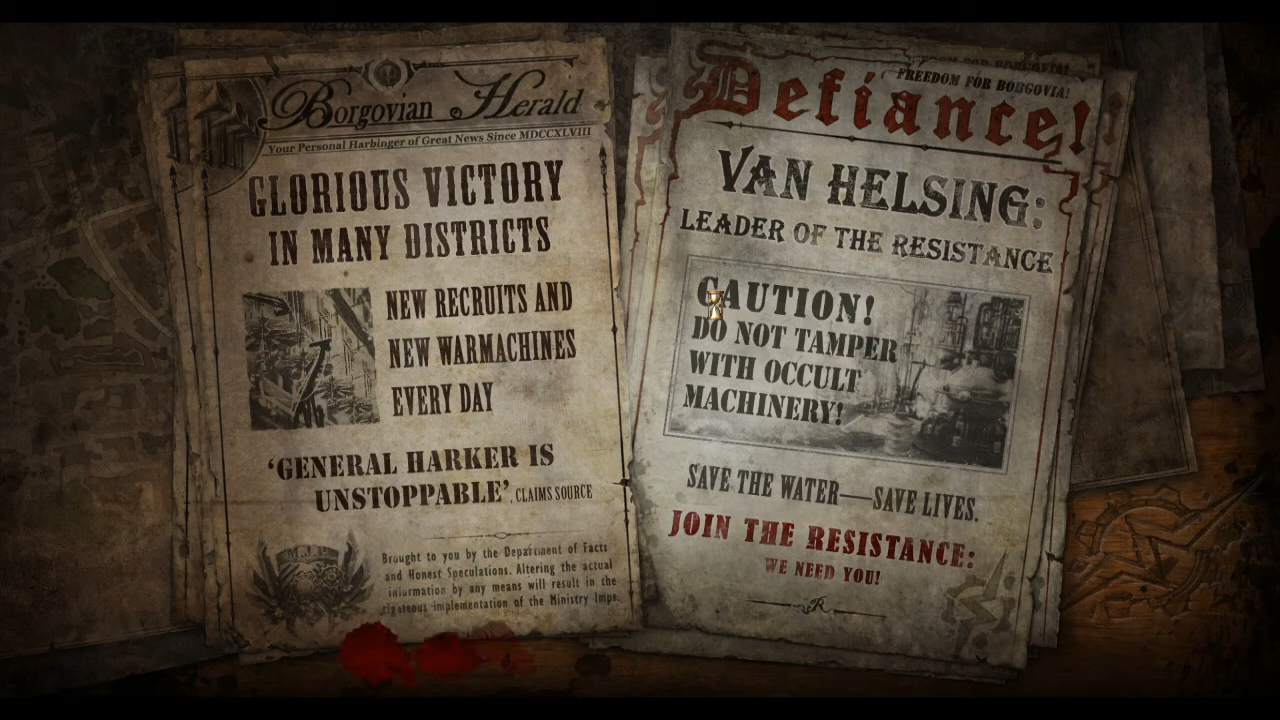 Borgovian Herald
Your Personal Harbinger of Great News Since MDCCXLVIII
GLORIOUS VICTORY
IN MANY DISTRICTS
NEW RECRUITS AND
NEW WARMACHINES
EVERY DAY
‘GENERAL HARKER IS
UNSTOPPABLE’, CLAIMS SOURCE
M.J.F.
Brought to you by the Department of Facts
and Honest Speculations. Altering the actual
information by any means will result in the
rigateous implementation of the Ministry Imps.
FREEDOM FOR BORGOVIA!
Defiance!
VAN HELSING:
LEADER OF THE RESISTANCE
CAUTION!
DO NOT TAMPER
WITH OCCULT
MACHINERY!
SAVE THE WATER—SAVE LIVES.
JOIN THE RESISTANCE:
WE NEED YOU!
R